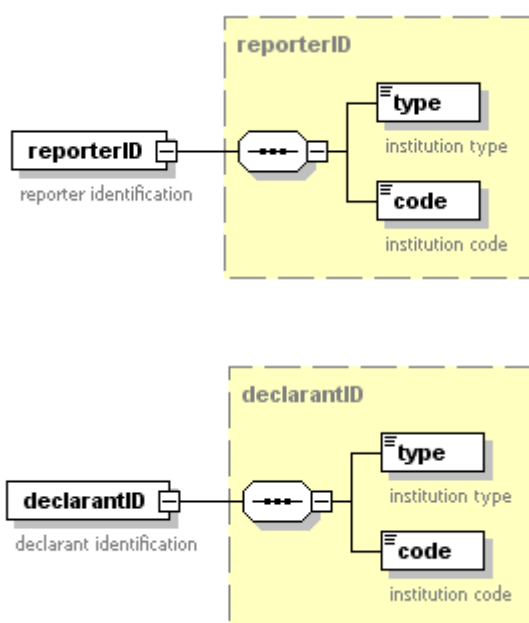 reporterID
type
institution type
reporterID
reporter identification
code
institution code
declarantID
type
institution type
declarantID
declarant identification
code
institution code